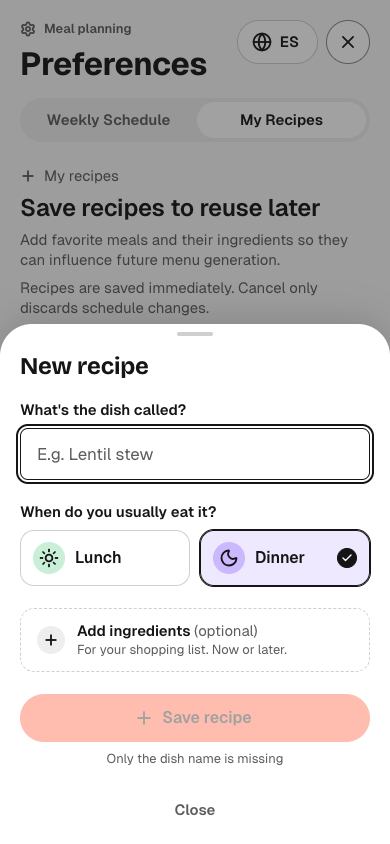 Meal planning
Preferences
ES
Weekly Schedule
My Recipes
My recipes
Save recipes to reuse later
Add favorite meals and their ingredients so they
can influence future menu generation.
Recipes are saved immediately. Cancel only
discards schedule changes.
New recipe
What's the dish called?
E.g. Lentil stew
When do you usually eat it?
Lunch
Dinner
Add ingredients (optional)
For your shopping list. Now or later.
Save recipe
Only the dish name is missing
Close